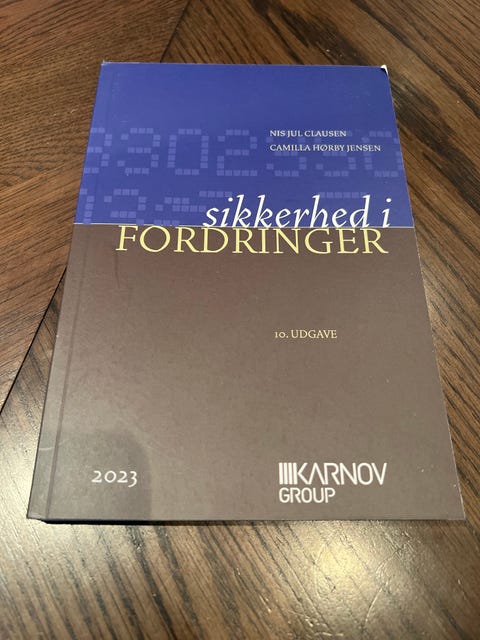 NIS JUL CLAUSEN
CAMILLA HØRBY JENSEN
sikkerhed i
FORDRINGER
10. UDGAVE
2023
KARNOV
GROUP